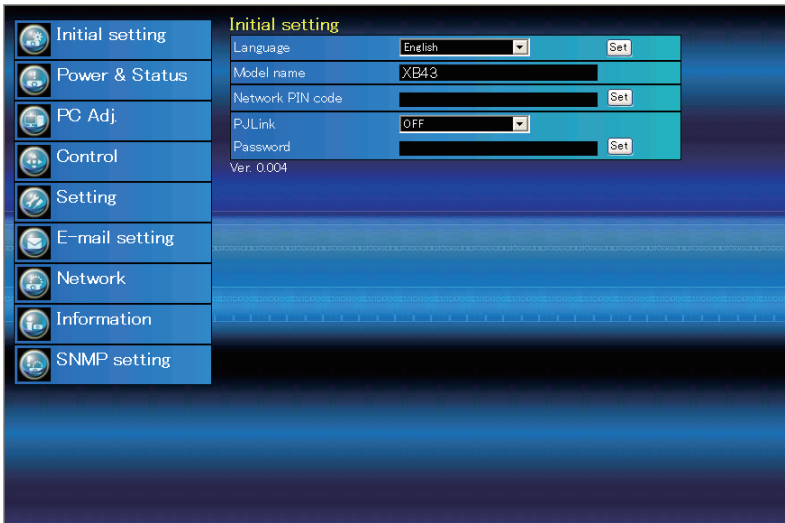 Initial setting
Power & Status
PC Adj.
Control
Setting
E-mail setting
Network
Information
SNMP setting
Initial setting
Language English Set
Model name XB43
Network PIN code Set
PJLink OFF
Password Set
Ver. 0.004